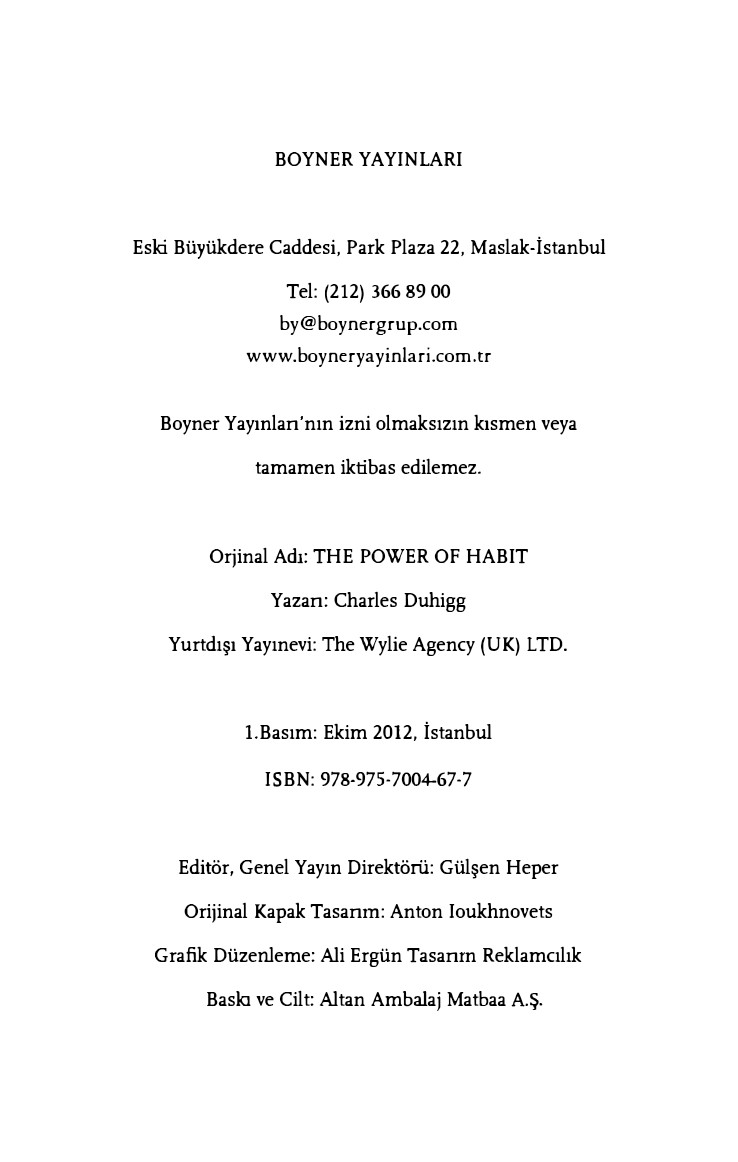 BOYNER YAYINLARI
Eski Büyükdere Caddesi, Park Plaza 22, Maslak-İstanbul
Tel: (212) 366 89 00
by@boynergrup.com
www.boyneryayinlari.com.tr
Boyner Yayınları'nın izni olmaksızın kısmen veya
tamamen iktibas edilemez.
Orjinal Adı: THE POWER OF HABIT
Yazarı: Charles Duhigg
Yurtdışı Yayınevi: The Wylie Agency (UK) LTD.
1.Basım: Ekim 2012, İstanbul
ISBN: 978-975-7004-67-7
Editör, Genel Yayın Direktörü: Gülşen Heper
Orijinal Kapak Tasarım: Anton Ioukhnovets
Grafik Düzenleme: Ali Ergün Tasarım Reklamcılık
Baskı ve Cilt: Altan Ambalaj Matbaa A.Ş.